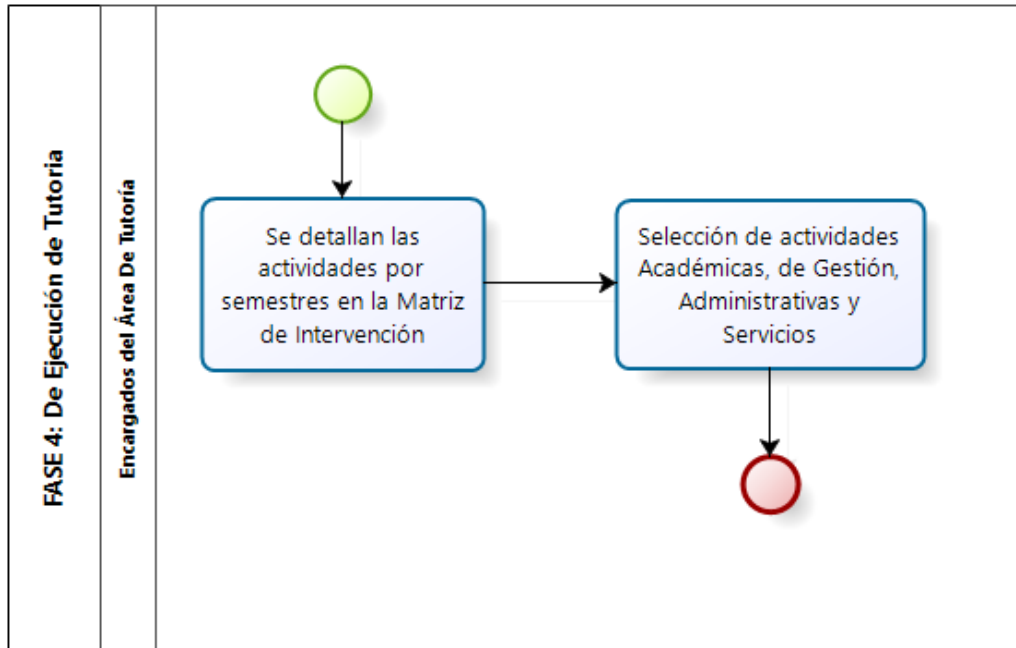 FASE 4: De Ejecución de Tutoria
Encargados del Área De Tutoría
Se detallan las
actividades por
semestres en la Matriz
de Intervención
Selección de actividades
Académicas, de Gestión,
Administrativas y
Servicios